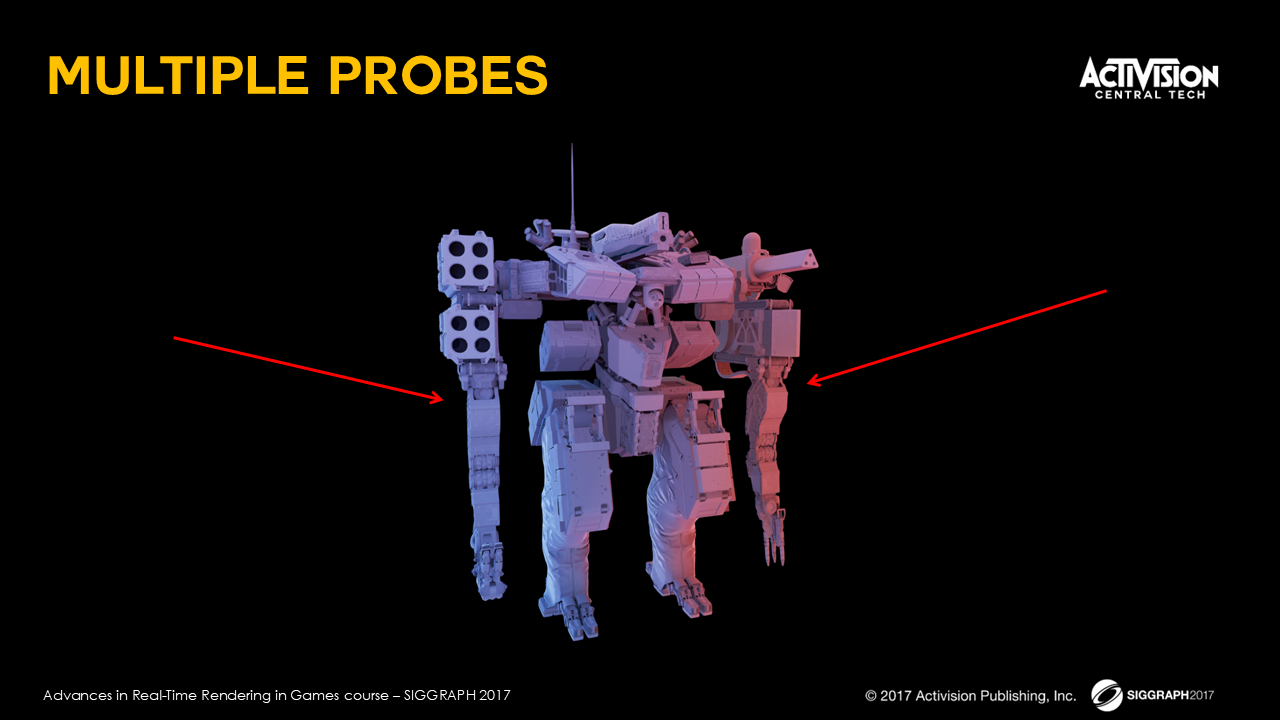 MULTIPLE PROBES
ACTIVISION
CENTRAL TECH
Advances in Real-Time Rendering in Games course – SIGGRAPH 2017
© 2017 Activision Publishing, Inc.
SIGGRAPH2017